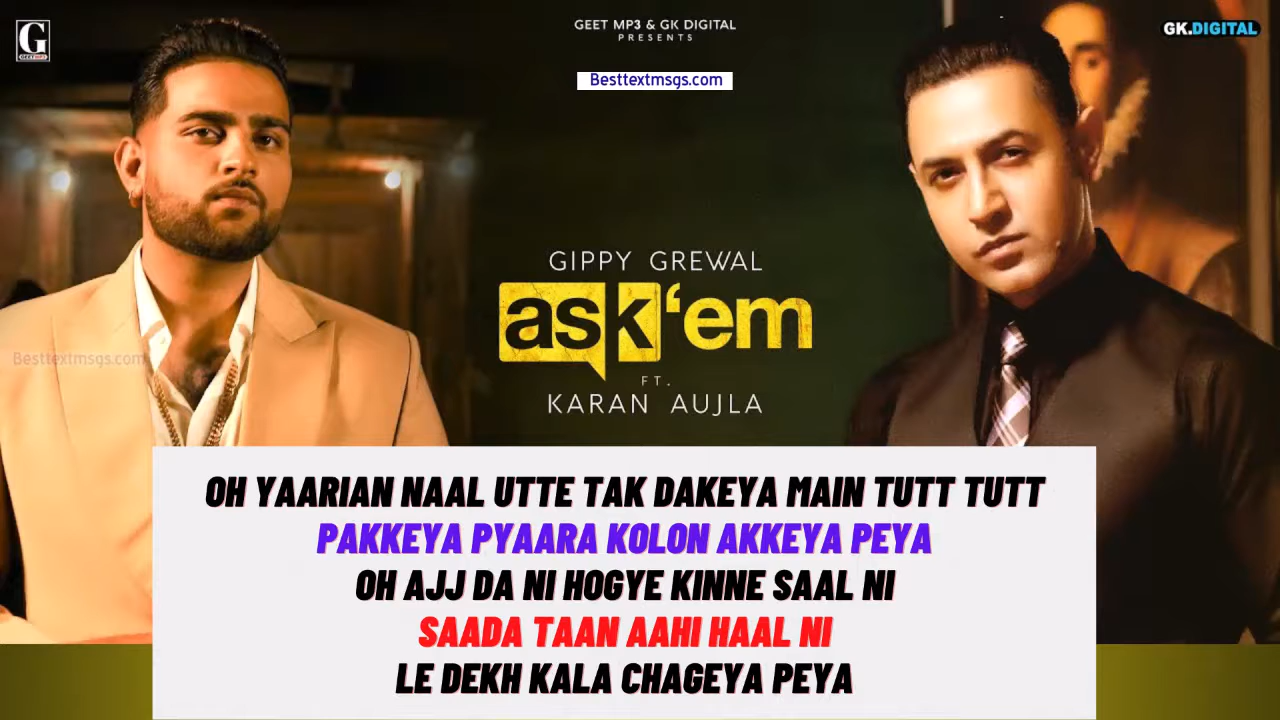 G
GEETMP3
GEET MP3 & GK DIGITAL
PRESENTS
GK.DIGITAL
Besttextmsgs.com
GIPPY GREWAL
ask'em
FT.
KARAN AUJLA
Besttextmsgs.com
OH YAARIAN NAAL UTTE TAK DAKEYA MAIN TUTT TUTT
PAKKEYA PYAARA KOLON AKKEYA PEYA
OH AJJ DA NI HOGYE KINNE SAAL NI
SAADA TAAN AAHI HAAL NI
LE DEKH KALA CHAGEYA PEYA